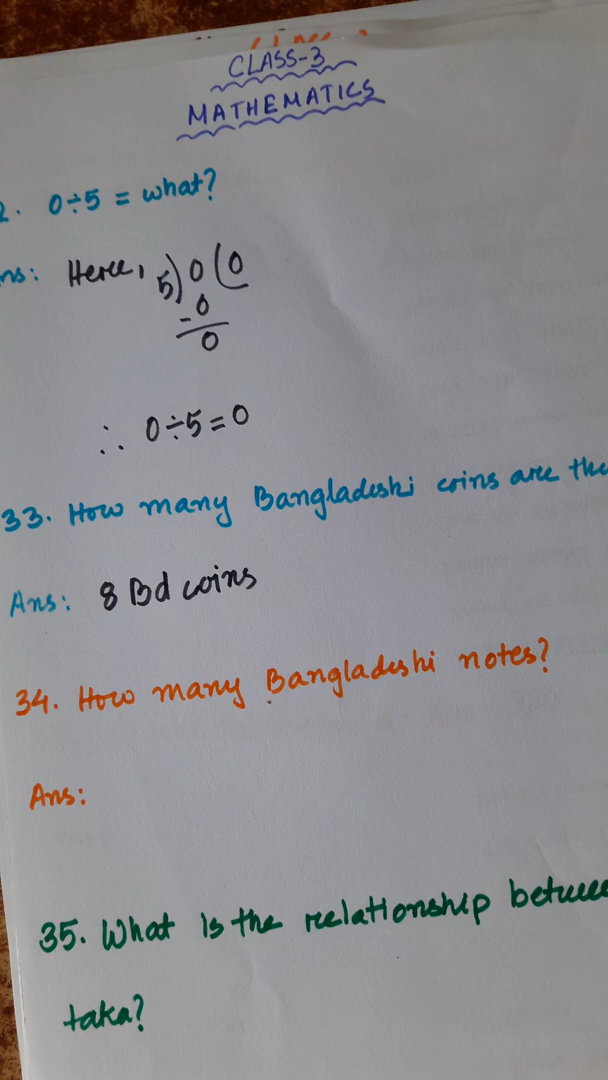 CLASS-3
MATHEMATICS
2. 0÷5 = what?
ns: Here, 5)0(0
-0
0
∴ 0÷5=0
33. How many Bangladeshi coins are the
Ans: 8 Bd coins
34. How many Bangladeshi notes?
Ans:
35. What is the relationship betwee
taka?